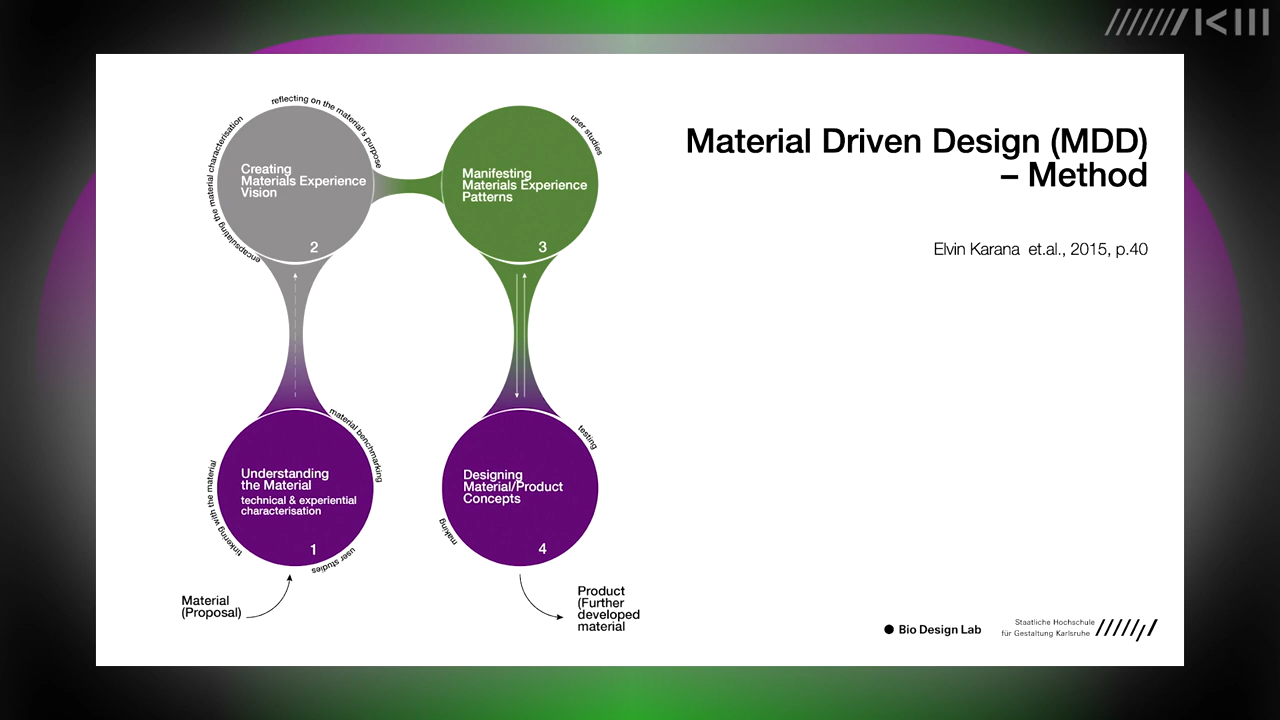 Material Driven Design (MDD)
– Method
Elvin Karana et.al., 2015, p.40
reflecting on the material's purpose
encapsulating the material characterisation
Creating
Materials Experience
Vision
2
user studies
Manifesting
Materials Experience
Patterns
3
material benchmarking
tinkering with the material
user studies
Understanding
the Material
technical & experiential
characterisation
1
testing
making
Designing
Material/Product
Concepts
4
Material
(Proposal)
Product
(Further
developed
material
Bio Design Lab
Staatliche Hochschule
für Gestaltung Karlsruhe